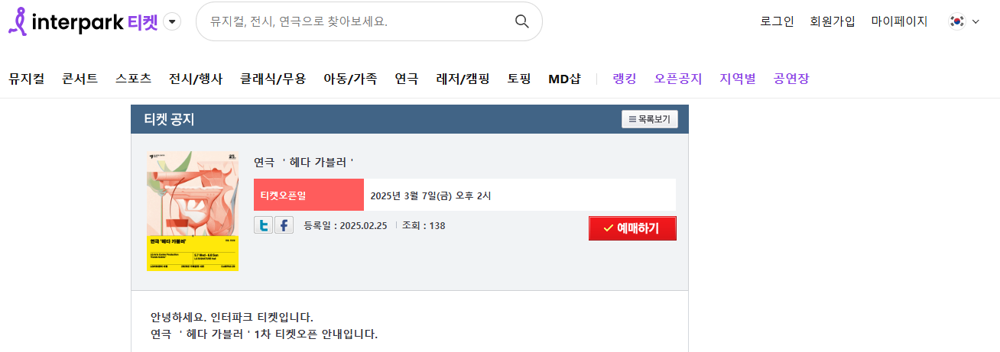 interpark 티켓
뮤지컬, 전시, 연극으로 찾아보세요.
로그인 회원가입 마이페이지
뮤지컬 콘서트 스포츠 전시/행사 클래식/무용 아동/가족 연극 레저/캠핑 토핑 MD샵 랭킹 오픈공지 지역별 공연장
티켓 공지
목록보기
연극 ' 헤다 가블러 '
티켓오픈일 2025년 3월 7일(금) 오후 2시
등록일 : 2025.02.25 조회 : 138
예매하기
연극 '헤다 가블러'
5.7 Wed - 6.8 Sun
안녕하세요. 인터파크 티켓입니다.
연극 ' 헤다 가블러 ' 1차 티켓오픈 안내입니다.